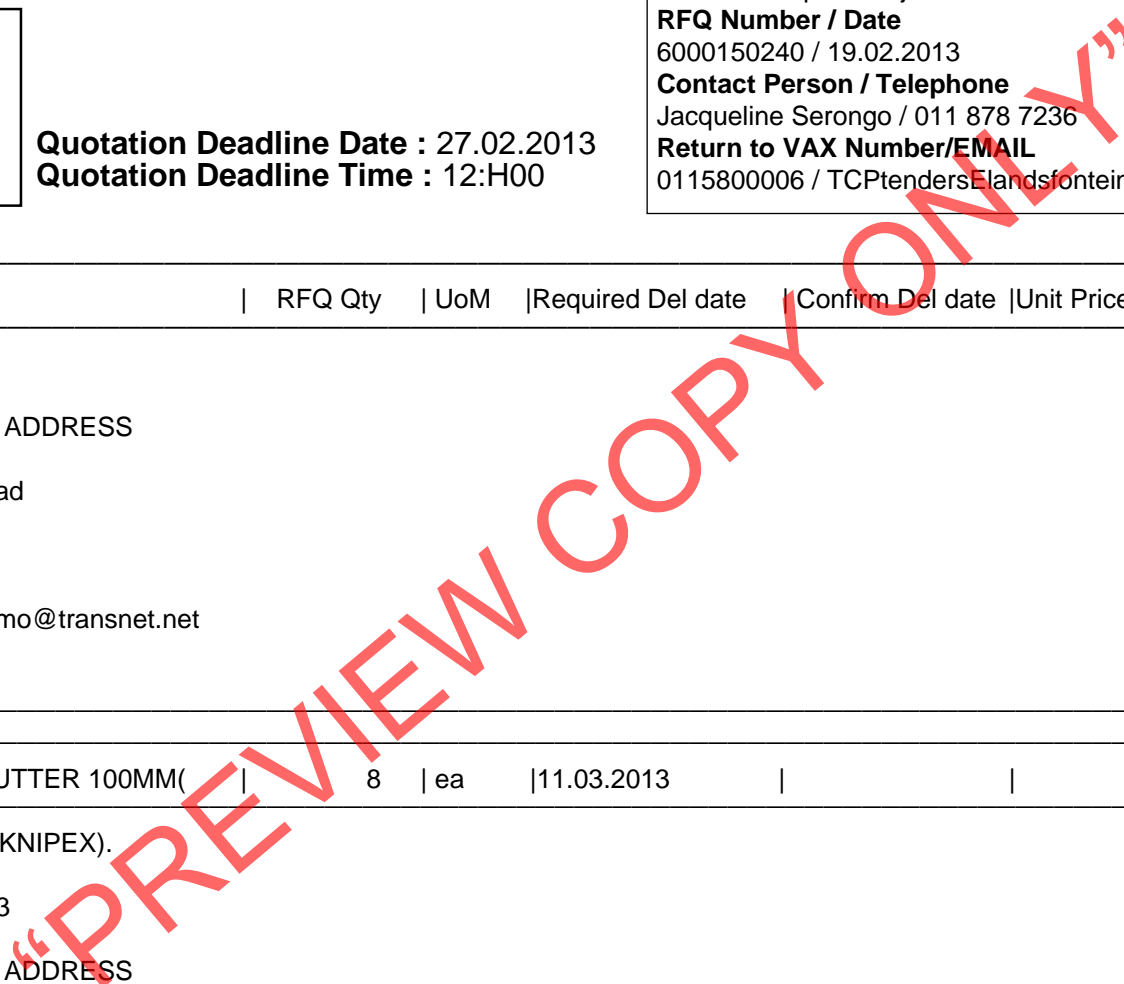 RFQ Number / Date
6000150240 / 19.02.2013
Contact Person / Telephone
Jacqueline Serongo / 011 878 7236
Return to VAX Number/EMAIL
0115800006 / TCPtendersElandsfontein
Quotation Deadline Date : 27.02.2013
Quotation Deadline Time : 12:H00
| RFQ Qty | UoM |Required Del date | Confirm Del date |Unit Price
ADDRESS
ad
mo@transnet.net
UTTER 100MM( | 8 | ea |11.03.2013 | |
KNIPEX).
3
ADDRESS
“PREVIEW COPY ONLY”